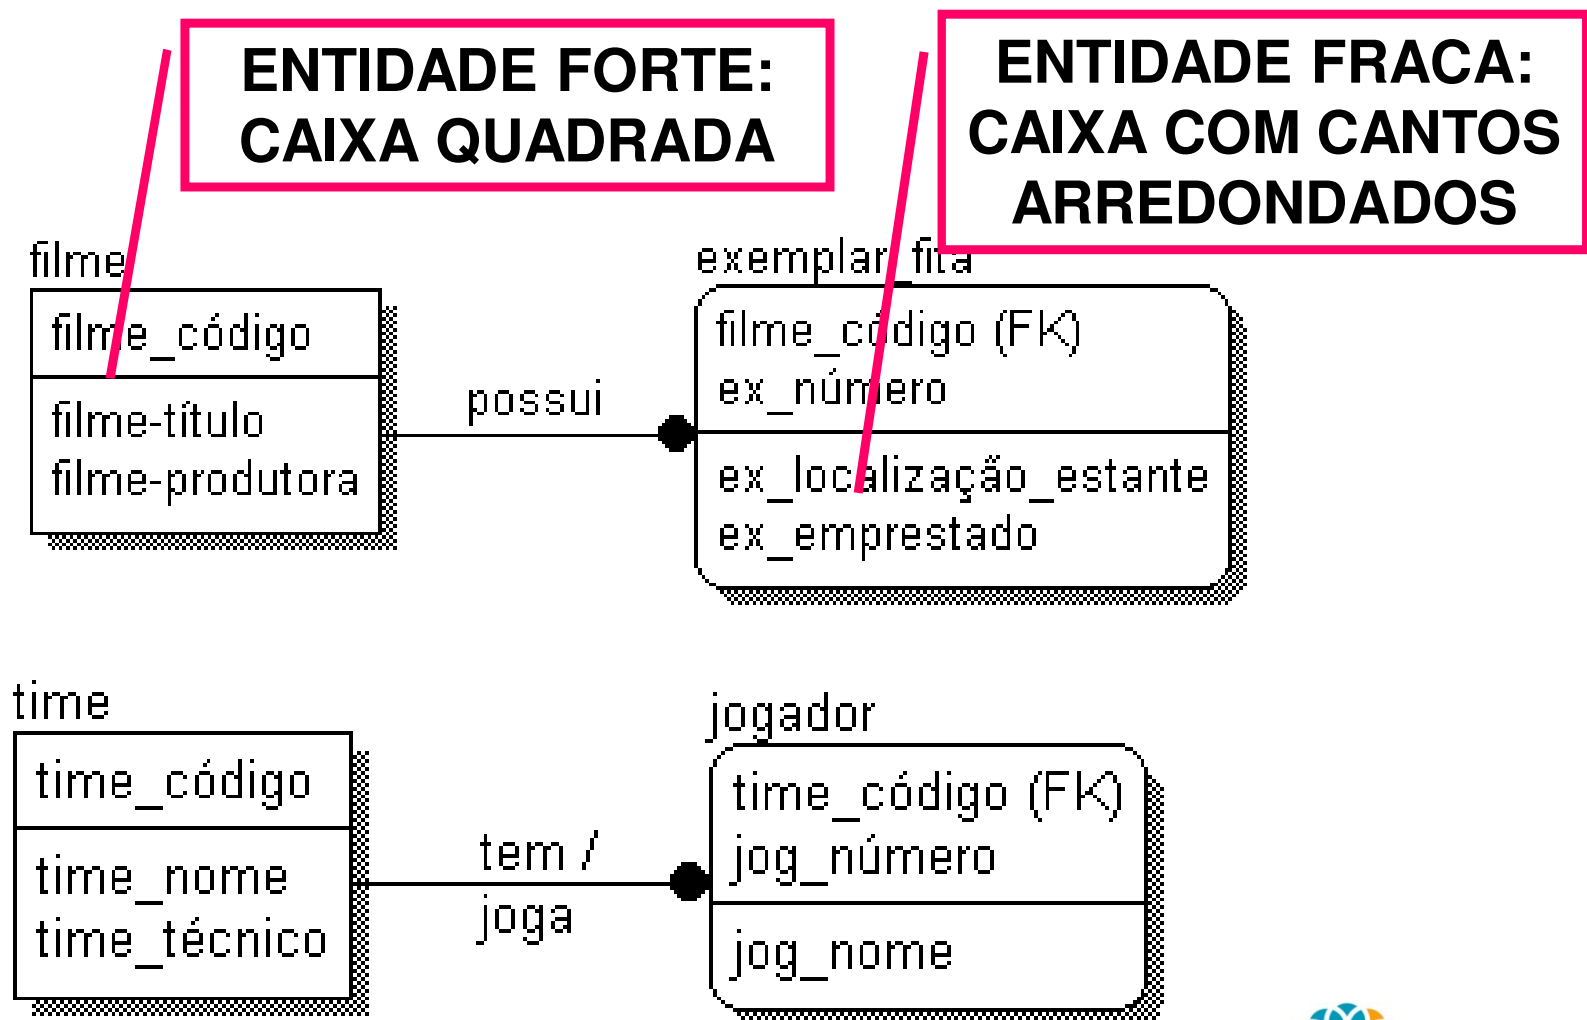 ENTIDADE FORTE:
CAIXA QUADRADA
ENTIDADE FRACA:
CAIXA COM CANTOS
ARREDONDADOS
filme
filme_código
filme-título
filme-produtora
possui
exemplar_fita
filme_código (FK)
ex_número
ex_localização_estante
ex_emprestado
time
time_código
time_nome
time_técnico
tem /
joga
jogador
time_código (FK)
jog_número
jog_nome